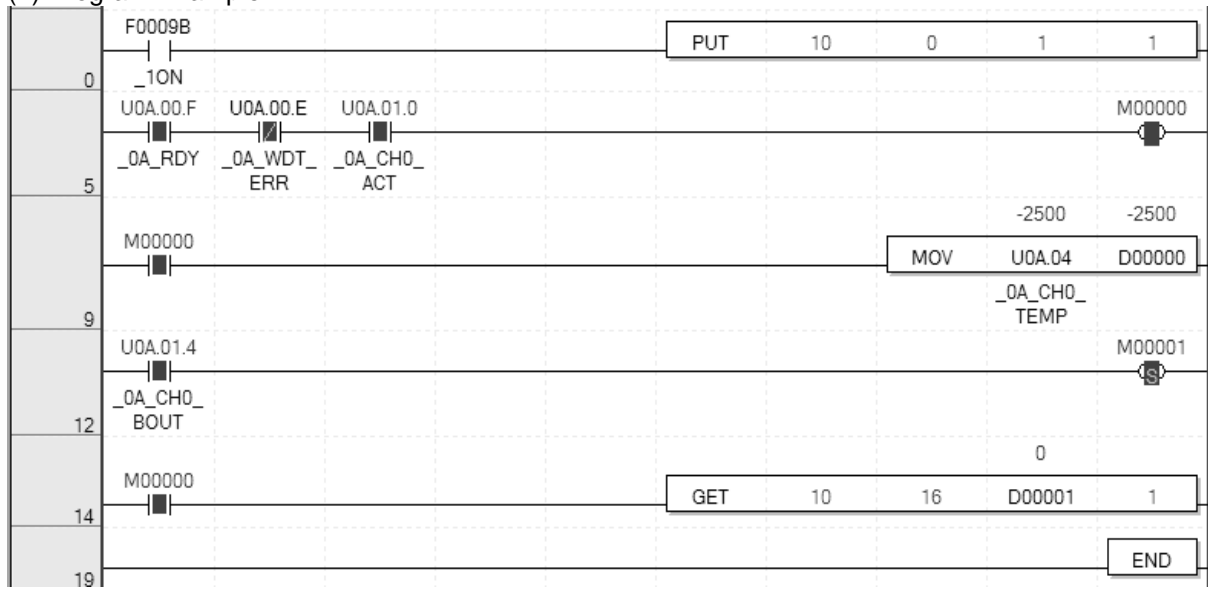 F0009B
PUT 10 0 1 1
0 _1ON
U0A.00.F U0A.00.E U0A.01.0 M00000
_0A_RDY _0A_WDT_ _0A_CH0_
ERR ACT
5
-2500 -2500
M00000
MOV U0A.04 D00000
_0A_CH0_
TEMP
9
U0A.01.4 M00001
S
_0A_CH0_
BOUT
12
0
M00000
GET 10 16 D00001 1
14
END
19